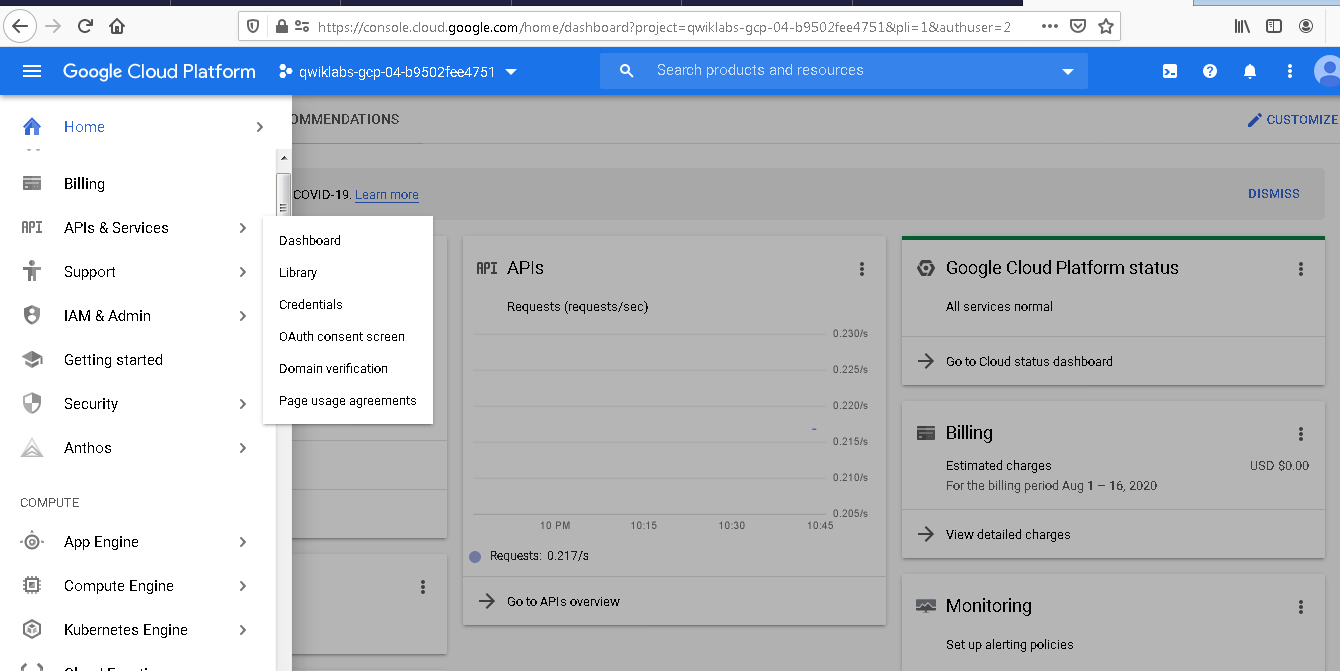 https://console.cloud.google.com/home/dashboard?project=qwiklabs-gcp-04-b9502fee4751&pli=1&authuser=2
Google Cloud Platform
qwiklabs-gcp-04-b9502fee4751
Search products and resources
Home
OMMENDATIONS
CUSTOMIZE
Billing
COVID-19. Learn more
DISMISS
API APIs & Services
Support
IAM & Admin
Getting started
Security
Anthos
COMPUTE
App Engine
Compute Engine
Kubernetes Engine
Dashboard
Library
Credentials
OAuth consent screen
Domain verification
Page usage agreements
API APIs
Requests (requests/sec)
0.230/s
0.225/s
0.220/s
0.215/s
0.210/s
0.205/s
10 PM 10:15 10:30 10:45
Requests: 0.217/s
Go to APIs overview
Google Cloud Platform status
All services normal
Go to Cloud status dashboard
Billing
Estimated charges USD $0.00
For the billing period Aug 1 – 16, 2020
View detailed charges
Monitoring
Set up alerting policies